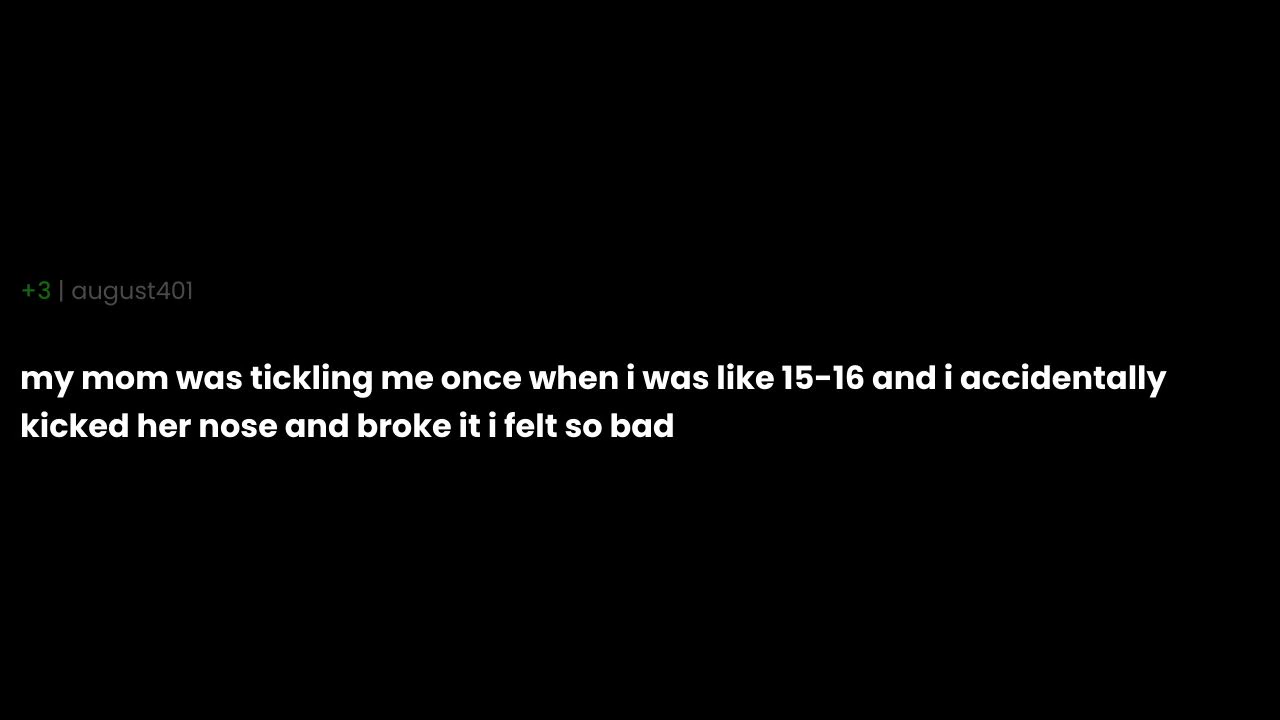 +3 | august401
my mom was tickling me once when i was like 15-16 and i accidentally
kicked her nose and broke it i felt so bad